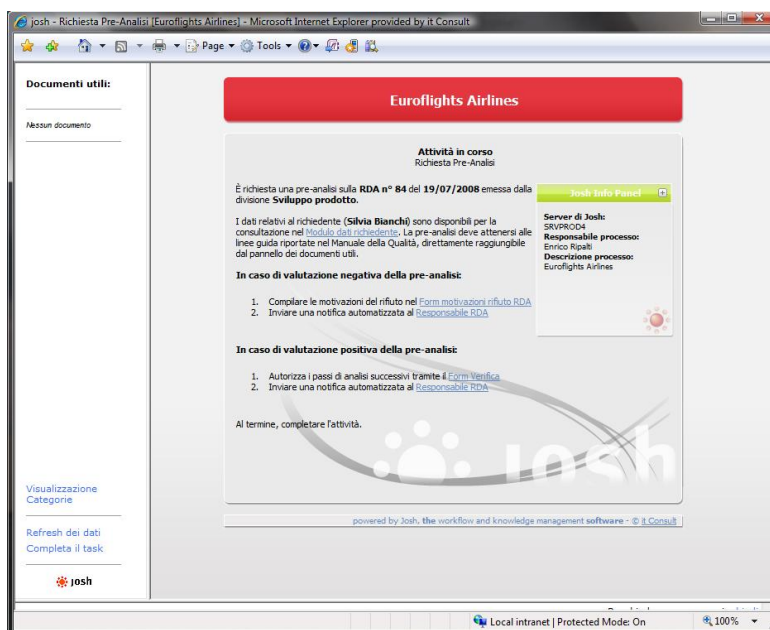 josh - Richiesta Pre-Analisi [Euroflights Airlines] - Microsoft Internet Explorer provided by it Consult
Page Tools
Documenti utili:
Nessun documento
Euroflights Airlines
Attività in corso
Richiesta Pre-Analisi
È richiesta una pre-analisi sulla RDA n° 84 del 19/07/2008 emessa dalla
divisione Sviluppo prodotto.
I dati relativi al richiedente (Silvia Bianchi) sono disponibili per la
consultazione nel Modulo dati richiedente. La pre-analisi deve attenersi alle
linee guida riportate nel Manuale della Qualità, direttamente raggiungibile
dal pannello dei documenti utili.
In caso di valutazione negativa della pre-analisi:
1. Compilare le motivazioni del rifiuto nel Form motivazioni rifiuto RDA
2. Inviare una notifica automatizzata al Responsabile RDA
In caso di valutazione positiva della pre-analisi:
1. Autorizza i passi di analisi successivi tramite il Form Verifica
2. Inviare una notifica automatizzata al Responsabile RDA
Al termine, completare l'attività.
Josh Info Panel
Server di Josh:
SRVPROD4
Responsabile processo:
Enrico Ripalti
Descrizione processo:
Euroflights Airlines
josh
powered by Josh, the workflow and knowledge management software - © it Consult
Visualizzazione
Categorie
Refresh dei dati
Completa il task
josh
Local intranet | Protected Mode: On
100%